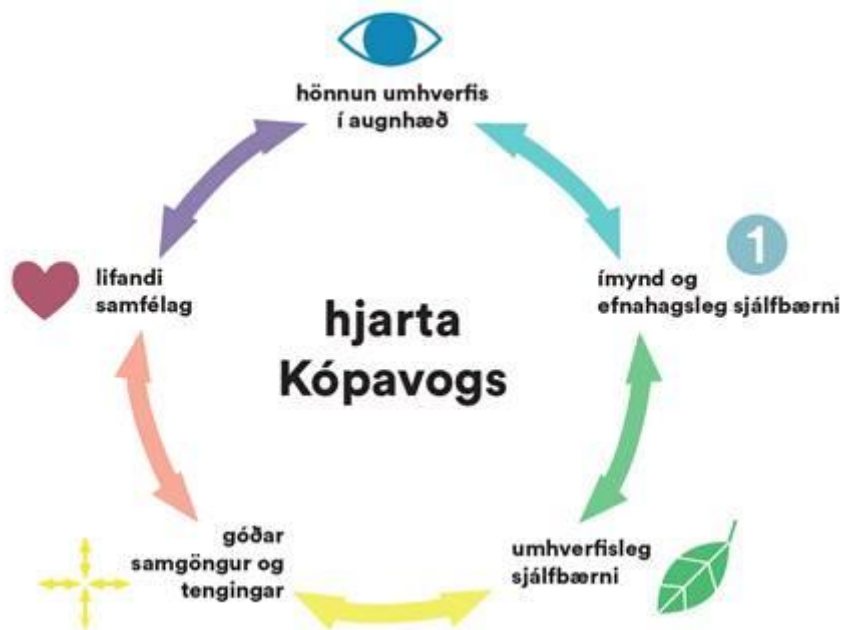 hönnun umhverfis
í augnhæð
1
ímynd og
efnahagsleg sjálfbærni
lifandi
samfélag
hjarta
Kópavogs
góðar
samgöngur og
tengingar
umhverfisleg
sjálfbærni